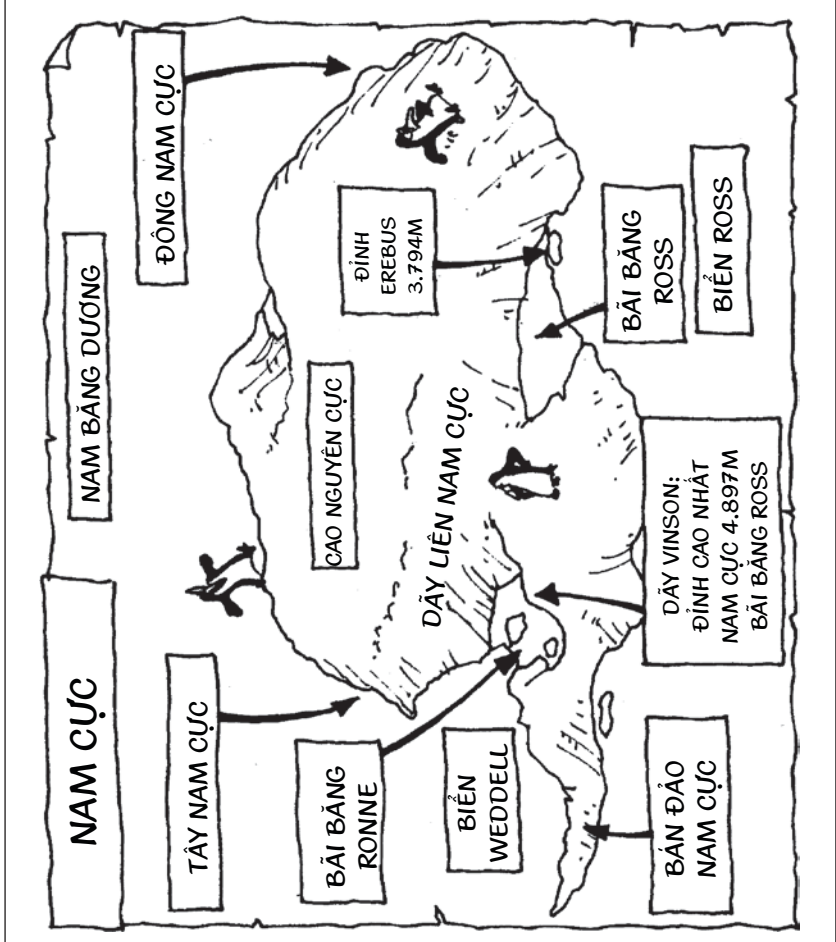 NAM CỰC
NAM BĂNG DƯƠNG
TÂY NAM CỰC
ĐÔNG NAM CỰC
BÃI BĂNG
RONNE
CAO NGUYÊN CỰC
ĐỈNH
EREBUS
3.794M
BIỂN
WEDDELL
DÃY LIÊN NAM CỰC
BÁN ĐẢO
NAM CỰC
DÃY VINSON:
ĐỈNH CAO NHẤT
NAM CỰC 4.897M
BÃI BĂNG ROSS
BÃI BĂNG
ROSS
BIỂN ROSS